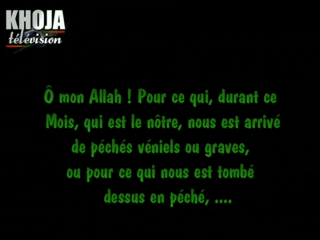 KHOJA
télévision
Ô mon Allah ! Pour ce qui, durant ce
Mois, qui est le nôtre, nous est arrivé
de péchés véniels ou graves,
ou pour ce qui nous est tombé
dessus en péché, ....